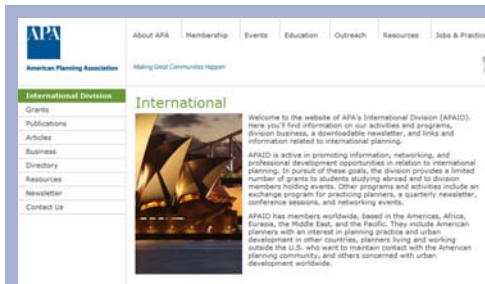 APA
About APA Membership Events Education Outreach Resources Jobs & Practice
American Planning Association
Making Great Communities Happen
International Division
Grants
Publications
Articles
Business
Directory
Resources
Newsletter
Contact Us
International
Welcome to the website of APA's International Division (APAID).
Here you'll find information on our activities and programs,
division business, a downloadable newsletter, and links and
information related to international planning.
APAID is active in promoting information, networking, and
professional development opportunities in relation to international
planning. In pursuit of these goals, the division provides a limited
number of grants to students studying abroad and to division
members holding events. Other programs and activities include an
exchange program for practicing planners, a quarterly newsletter,
conference sessions, and networking events.
APAID has members worldwide, based in the Americas, Africa,
Eurasia, the Middle East, and the Pacific. They include American
planners with an interest in planning practice and urban
development in other countries, planners living and working
outside the U.S. who want to maintain contact with the American
planning community, and others concerned with urban
development worldwide.